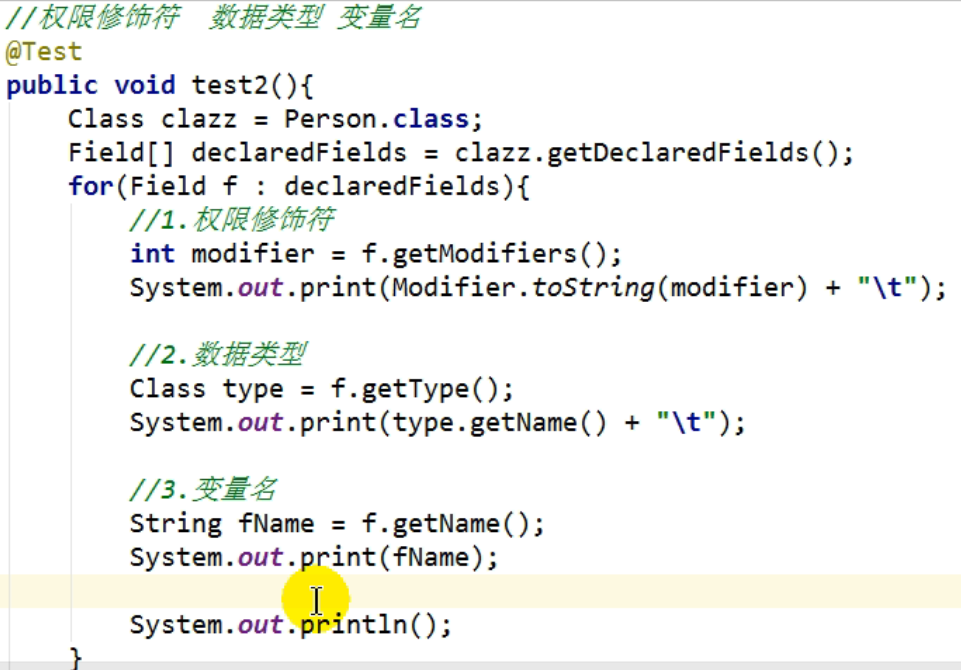 //权限修饰符  数据类型 变量名
@Test
public void test2(){
    Class clazz = Person.class;
    Field[] declaredFields = clazz.getDeclaredFields();
    for(Field f : declaredFields){
        //1.权限修饰符
        int modifier = f.getModifiers();
        System.out.print(Modifier.toString(modifier) + "\t");
        //2.数据类型
        Class type = f.getType();
        System.out.print(type.getName() + "\t");
        //3.变量名
        String fName = f.getName();
        System.out.print(fName);
        System.out.println();
    }